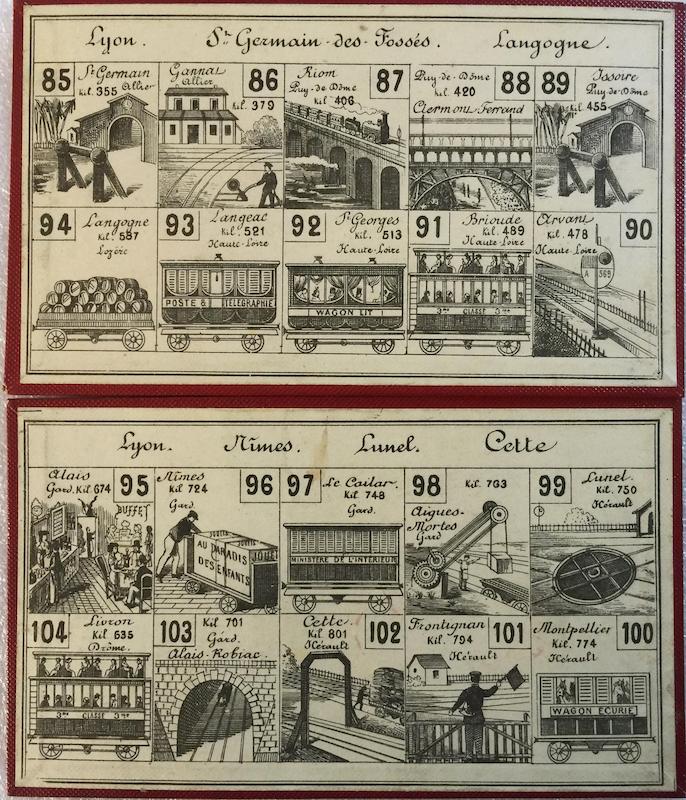 Lyon. St. Germain-des-Fossés. Langogne.
85 St Germain
Kil. 355 Allier
Gannat 86
Allier
Kil. 379
Riom 87
Puy-de-Dôme
Kil 406
Puy-de-Dôme 88
Kil. 420
Clermont Ferrand
89 Issoire
Puy-de-Dôme
Kil. 455
94 Langogne
Kil. 587
Lozère
93 Langeac
Kil. 521
Haute-Loire
POSTE & TÉLÉGRAPHIE
92 St Georges
Kil. 513
Haute-Loire
WAGON LIT
91 Brioude
Kil. 489
Haute-Loire
3me CLASSE 3me
Arvant 90
Kil. 478
Haute-Loire
A 569
Lyon. Nîmes. Lunel. Cette
Alais 95
Gard. Kil. 674
BUFFET
Nîmes 96
Kil. 724
Gard.
JOUETS JOUETS
AU PARADIS JOUETS
DES ENFANTS
97 Le Cailar.
Kil. 748
Gard.
MINISTÈRE DE L'INTÉRIEUR
98 Kil. 763
Aigues-
Mortes
Gard
99 Lunel.
Kil. 750
Hérault
104 Livron
Kil. 635
Drôme.
3me CLASSE 3me
103 Kil. 701
Gard.
Alais-Robiac.
Cette. 102
Kil. 801
Hérault
Frontignan 101
Kil. 794
Hérault
Montpellier 100
Kil. 774
Hérault
WAGON ECURIE